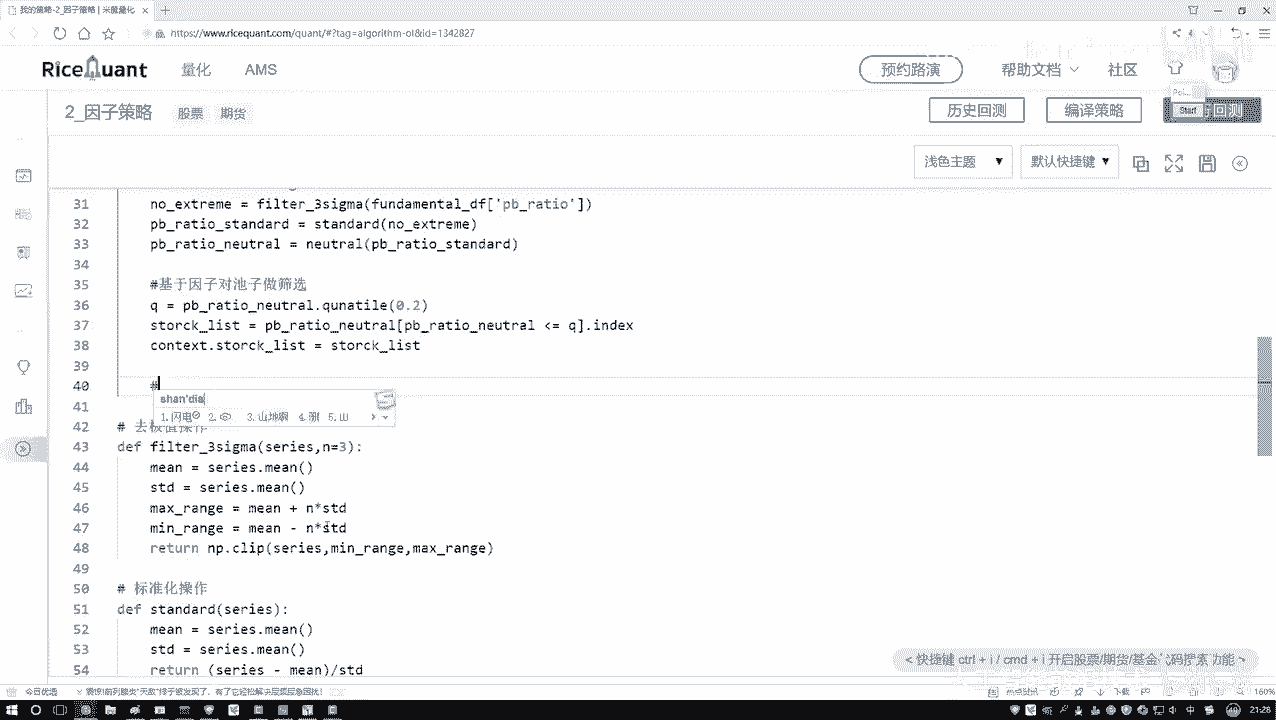 我的策略-2_因子策略 | 米筐量化
https://www.ricequant.com/quant/#?tag=algorithm-ol&id=1342827
RiceQuant 量化 AMS 预约路演 帮助文档 社区
2_因子策略 股票 期货 历史回测 编译策略 回测
Start
浅色主题 默认快捷键
31 no_extreme = filter_3sigma(fundamental_df['pb_ratio'])
32 pb_ratio_standard = standard(no_extreme)
33 pb_ratio_neutral = neutral(pb_ratio_standard)
34
35 #基于因子对池子做筛选
36 q = pb_ratio_neutral.qunatile(0.2)
37 storck_list = pb_ratio_neutral[pb_ratio_neutral <= q].index
38 context.storck_list = storck_list
39
40 #
shan'dia
1.闪电 2. 3.山地 4. 5.山
41
42 # 去极值操作
43 def filter_3sigma(series,n=3):
44 mean = series.mean()
45 std = series.mean()
46 max_range = mean + n*std
47 min_range = mean - n*std
48 return np.clip(series,min_range,max_range)
49
50 # 标准化操作
51 def standard(series):
52 mean = series.mean()
53 std = series.mean()
54 return (series - mean)/std
< 快捷键 ctrl + i / cmd + i 开启股票/期货/基金
今日优选
160%
21:28